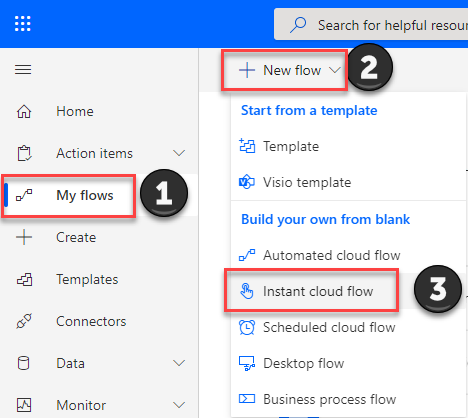 Search for helpful resour
Home
Action items
My flows
1
Create
Templates
Connectors
Data
Monitor
New flow
2
Start from a template
Template
Visio template
Build your own from blank
Automated cloud flow
Instant cloud flow
3
Scheduled cloud flow
Desktop flow
Business process flow